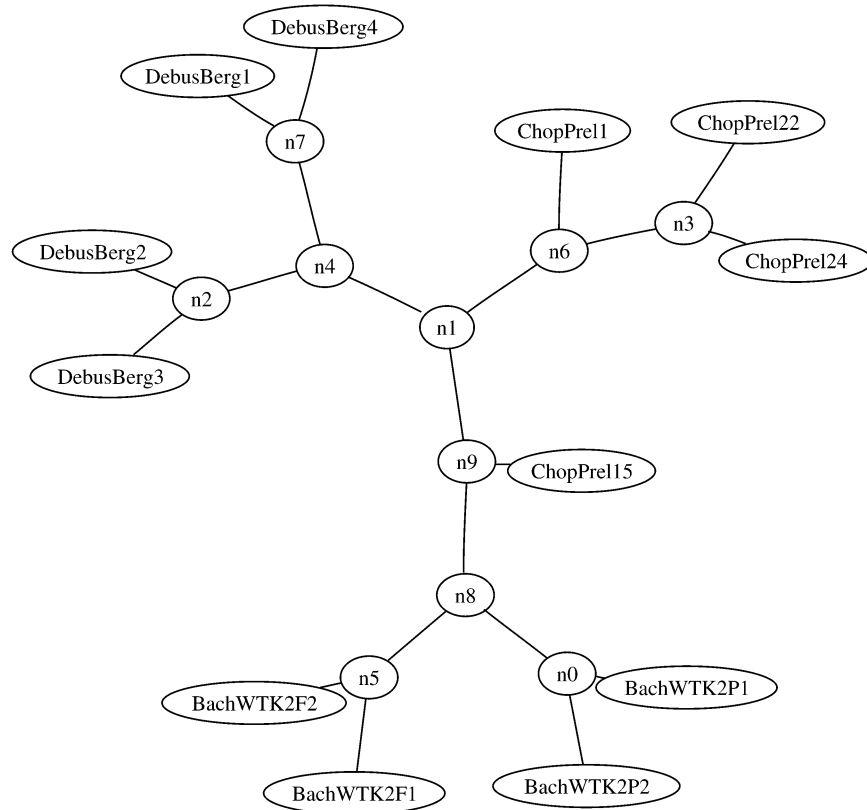 DebusBerg4
DebusBerg1
ChopPrel22
ChopPrel1
n7
n3
DebusBerg2
n6
ChopPrel24
n4
n2
n1
DebusBerg3
n9
ChopPrel15
n8
n0
n5
BachWTK2P1
BachWTK2F2
BachWTK2P2
BachWTK2F1